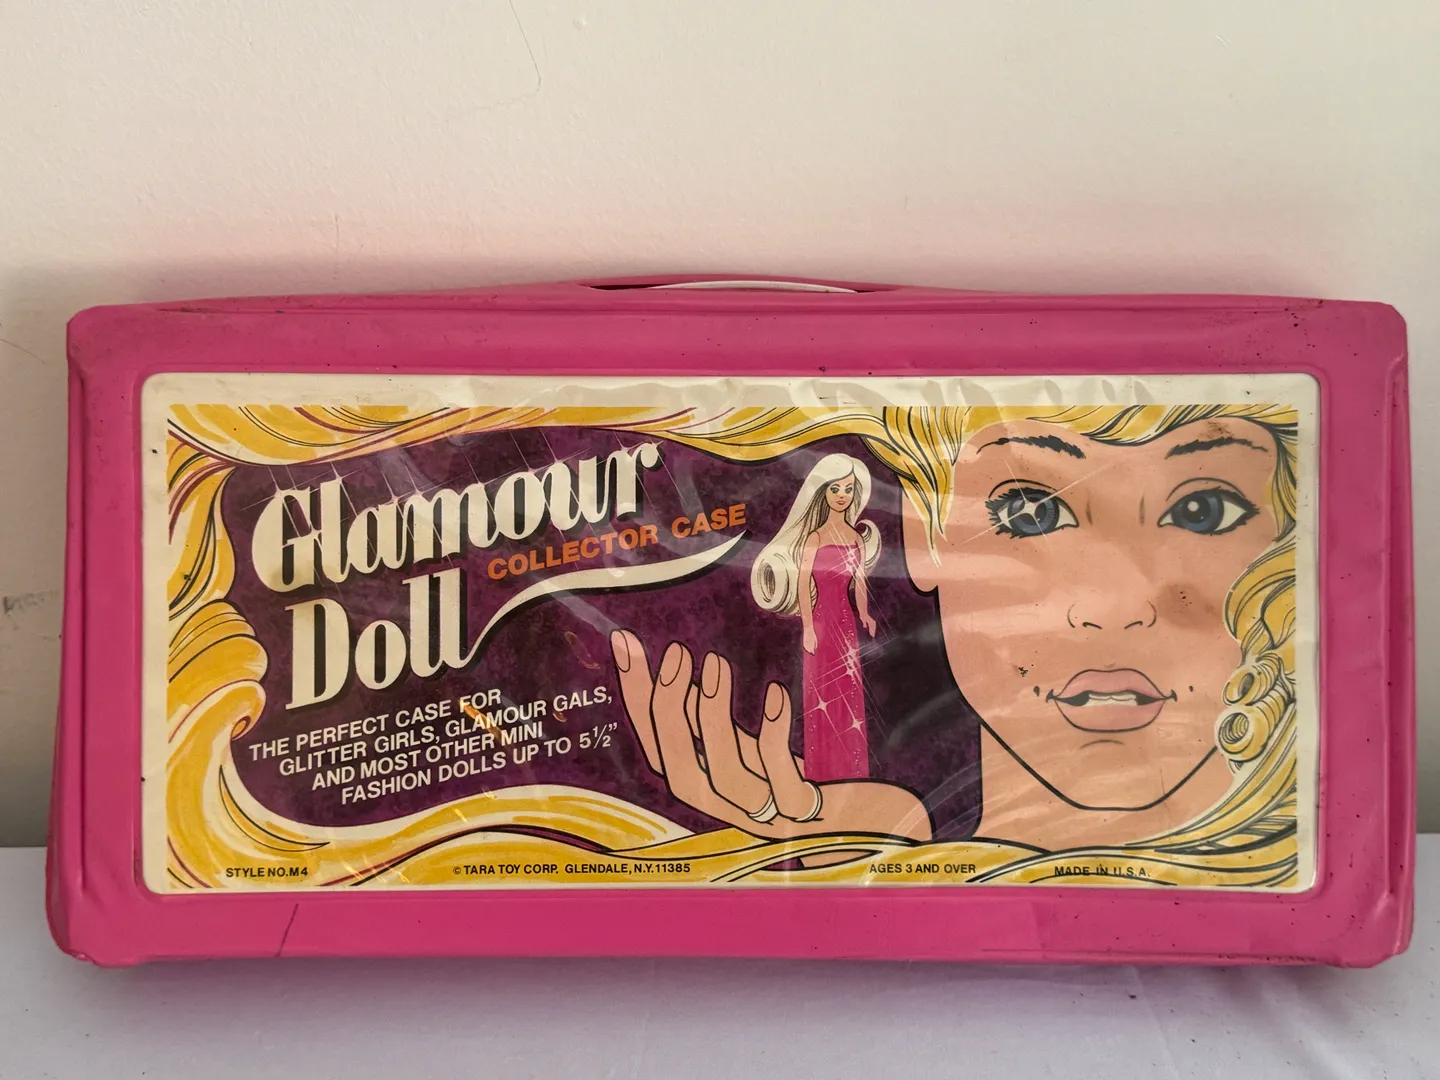 Glamour
Doll
COLLECTOR CASE
THE PERFECT CASE FOR
GLITTER GIRLS, GLAMOUR GALS,
AND MOST OTHER MINI
FASHION DOLLS UP TO 5½"
STYLE NO. M4
© TARA TOY CORP. GLENDALE, N.Y. 11385
AGES 3 AND OVER
MADE IN U.S.A.